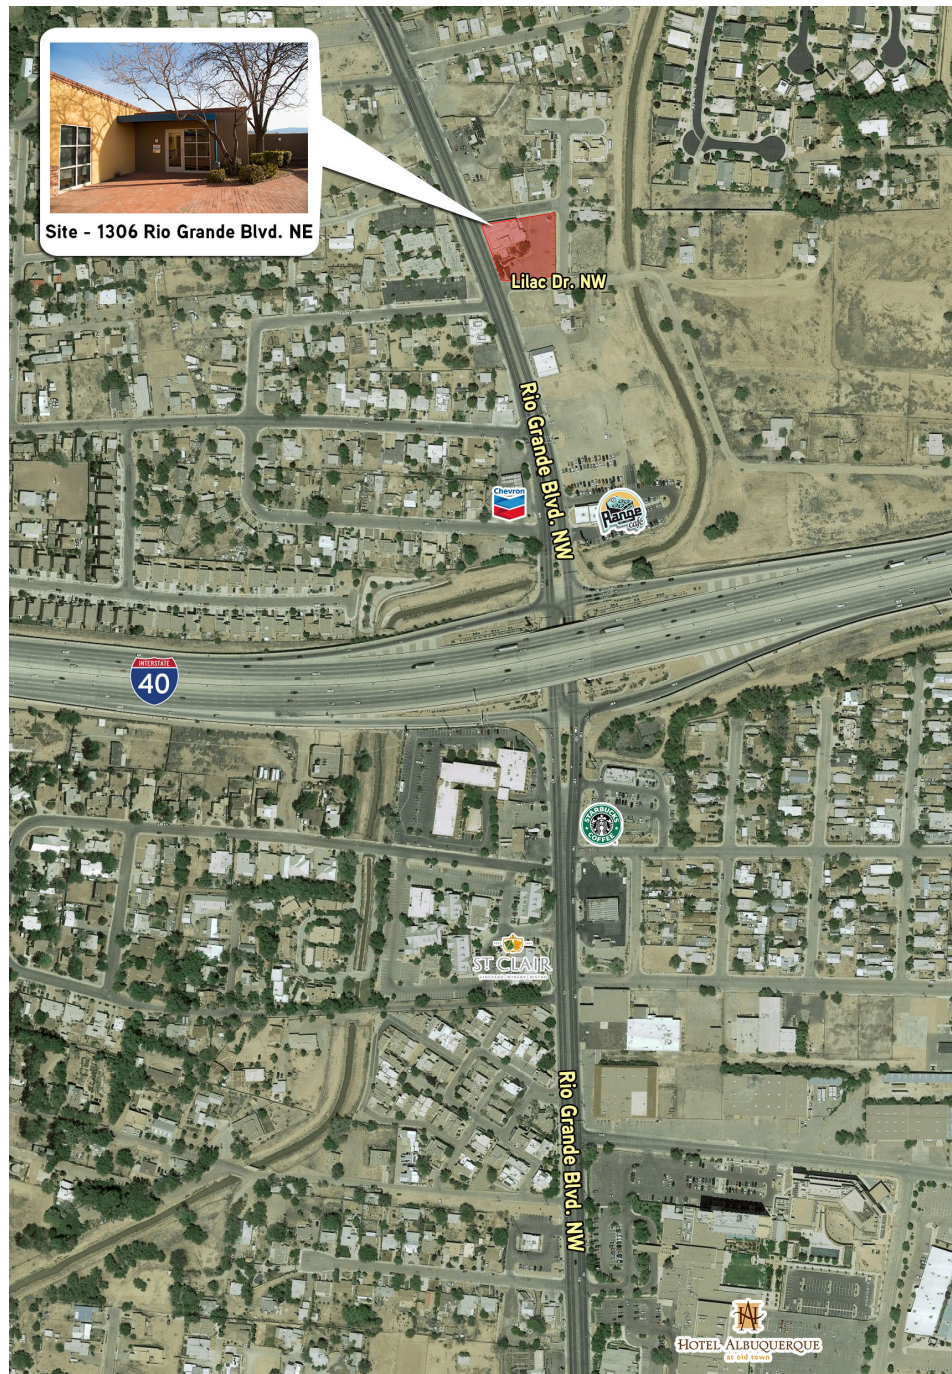 Site - 1306 Rio Grande Blvd. NE
Lilac Dr. NW
Rio Grande Blvd. NW
Chevron
Range
café
INTERSTATE
40
STARBUCKS
COFFEE
ST CLAIR
Rio Grande Blvd. NW
HOTEL ALBUQUERQUE
at old town